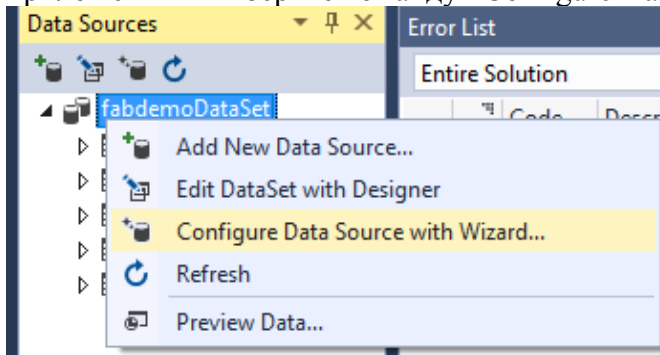 Data Sources
Error List
Entire Solution
fabdemoDataSet
Code
Add New Data Source...
Edit DataSet with Designer
Configure Data Source with Wizard...
Refresh
Preview Data...